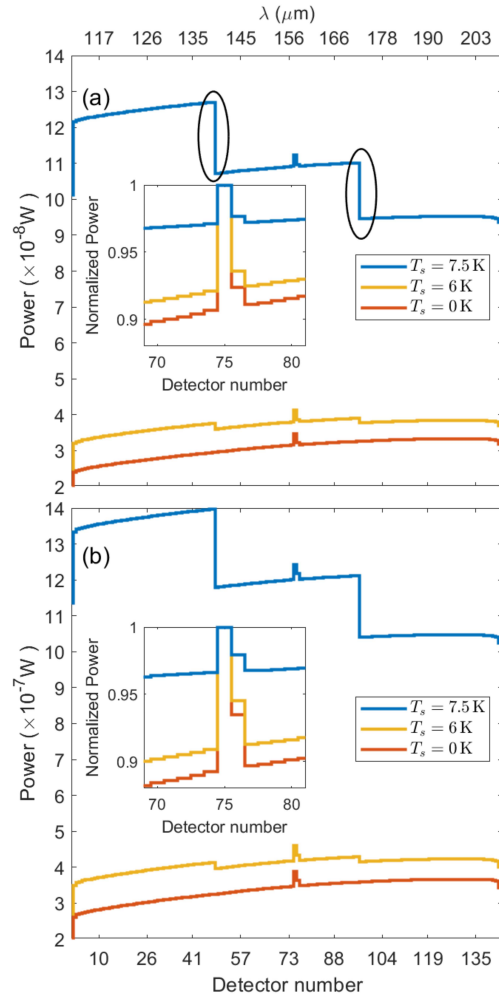 λ (μm)
117 126 135 145 156 166 178 190 203
14
(a)
13
12
11
10
9
8
7
6
5
4
3
2
Power (×10⁻⁸W)
1
0.95
0.9
Normalized Power
70 75 80
Detector number
Tₛ = 7.5 K
Tₛ = 6 K
Tₛ = 0 K
14
(b)
13
12
11
10
9
8
7
6
5
4
3
2
Power (×10⁻⁷W)
1
0.95
0.9
Normalized Power
70 75 80
Detector number
Tₛ = 7.5 K
Tₛ = 6 K
Tₛ = 0 K
10 26 41 57 73 88 104 119 135
Detector number